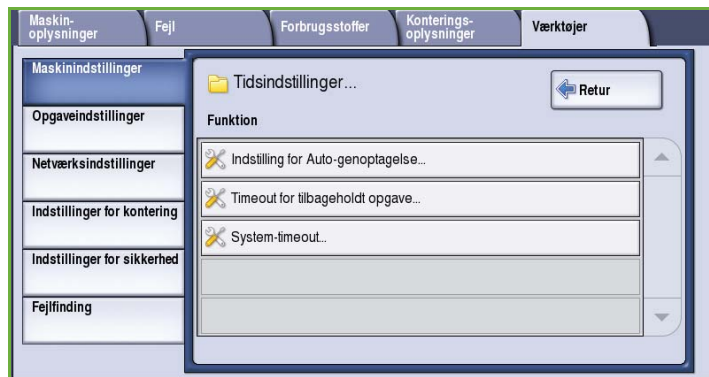 Maskin-
oplysninger
Fejl
Forbrugsstoffer
Konterings-
oplysninger
Værktøjer
Maskinindstillinger
Opgaveindstillinger
Netværksindstillinger
Indstillinger for kontering
Indstillinger for sikkerhed
Fejlfinding
Tidsindstillinger...
Retur
Funktion
Indstilling for Auto-genoptagelse...
Timeout for tilbageholdt opgave...
System-timeout...